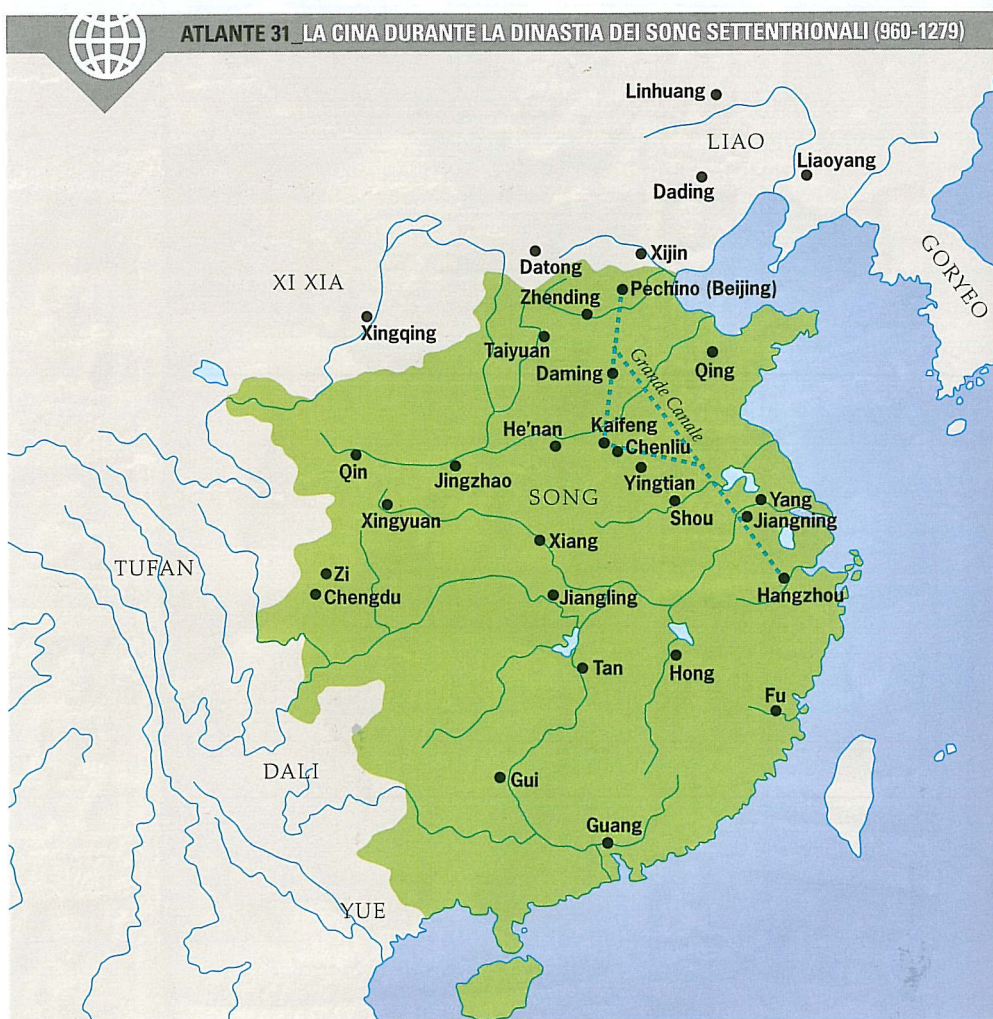 ATLANTE 31_LA CINA DURANTE LA DINASTIA DEI SONG SETTENTRIONALI (960-1279)
Linhuang
LIAO
Liaoyang
Dading
Datong
Xijin
GORYEO
XI XIA
Zhending
Pechino (Beijing)
Xingqing
Taiyuan
Daming
Grande Canale
Qing
He'nan
Kaifeng
Chenliu
Qin
Jingzhao
Yingtian
SONG
Xingyuan
Shou
Yang
Jiangning
Xiang
TUFAN
Zi
Chengdu
Jiangling
Hangzhou
Tan
Hong
Fu
DALI
Gui
Guang
YUE